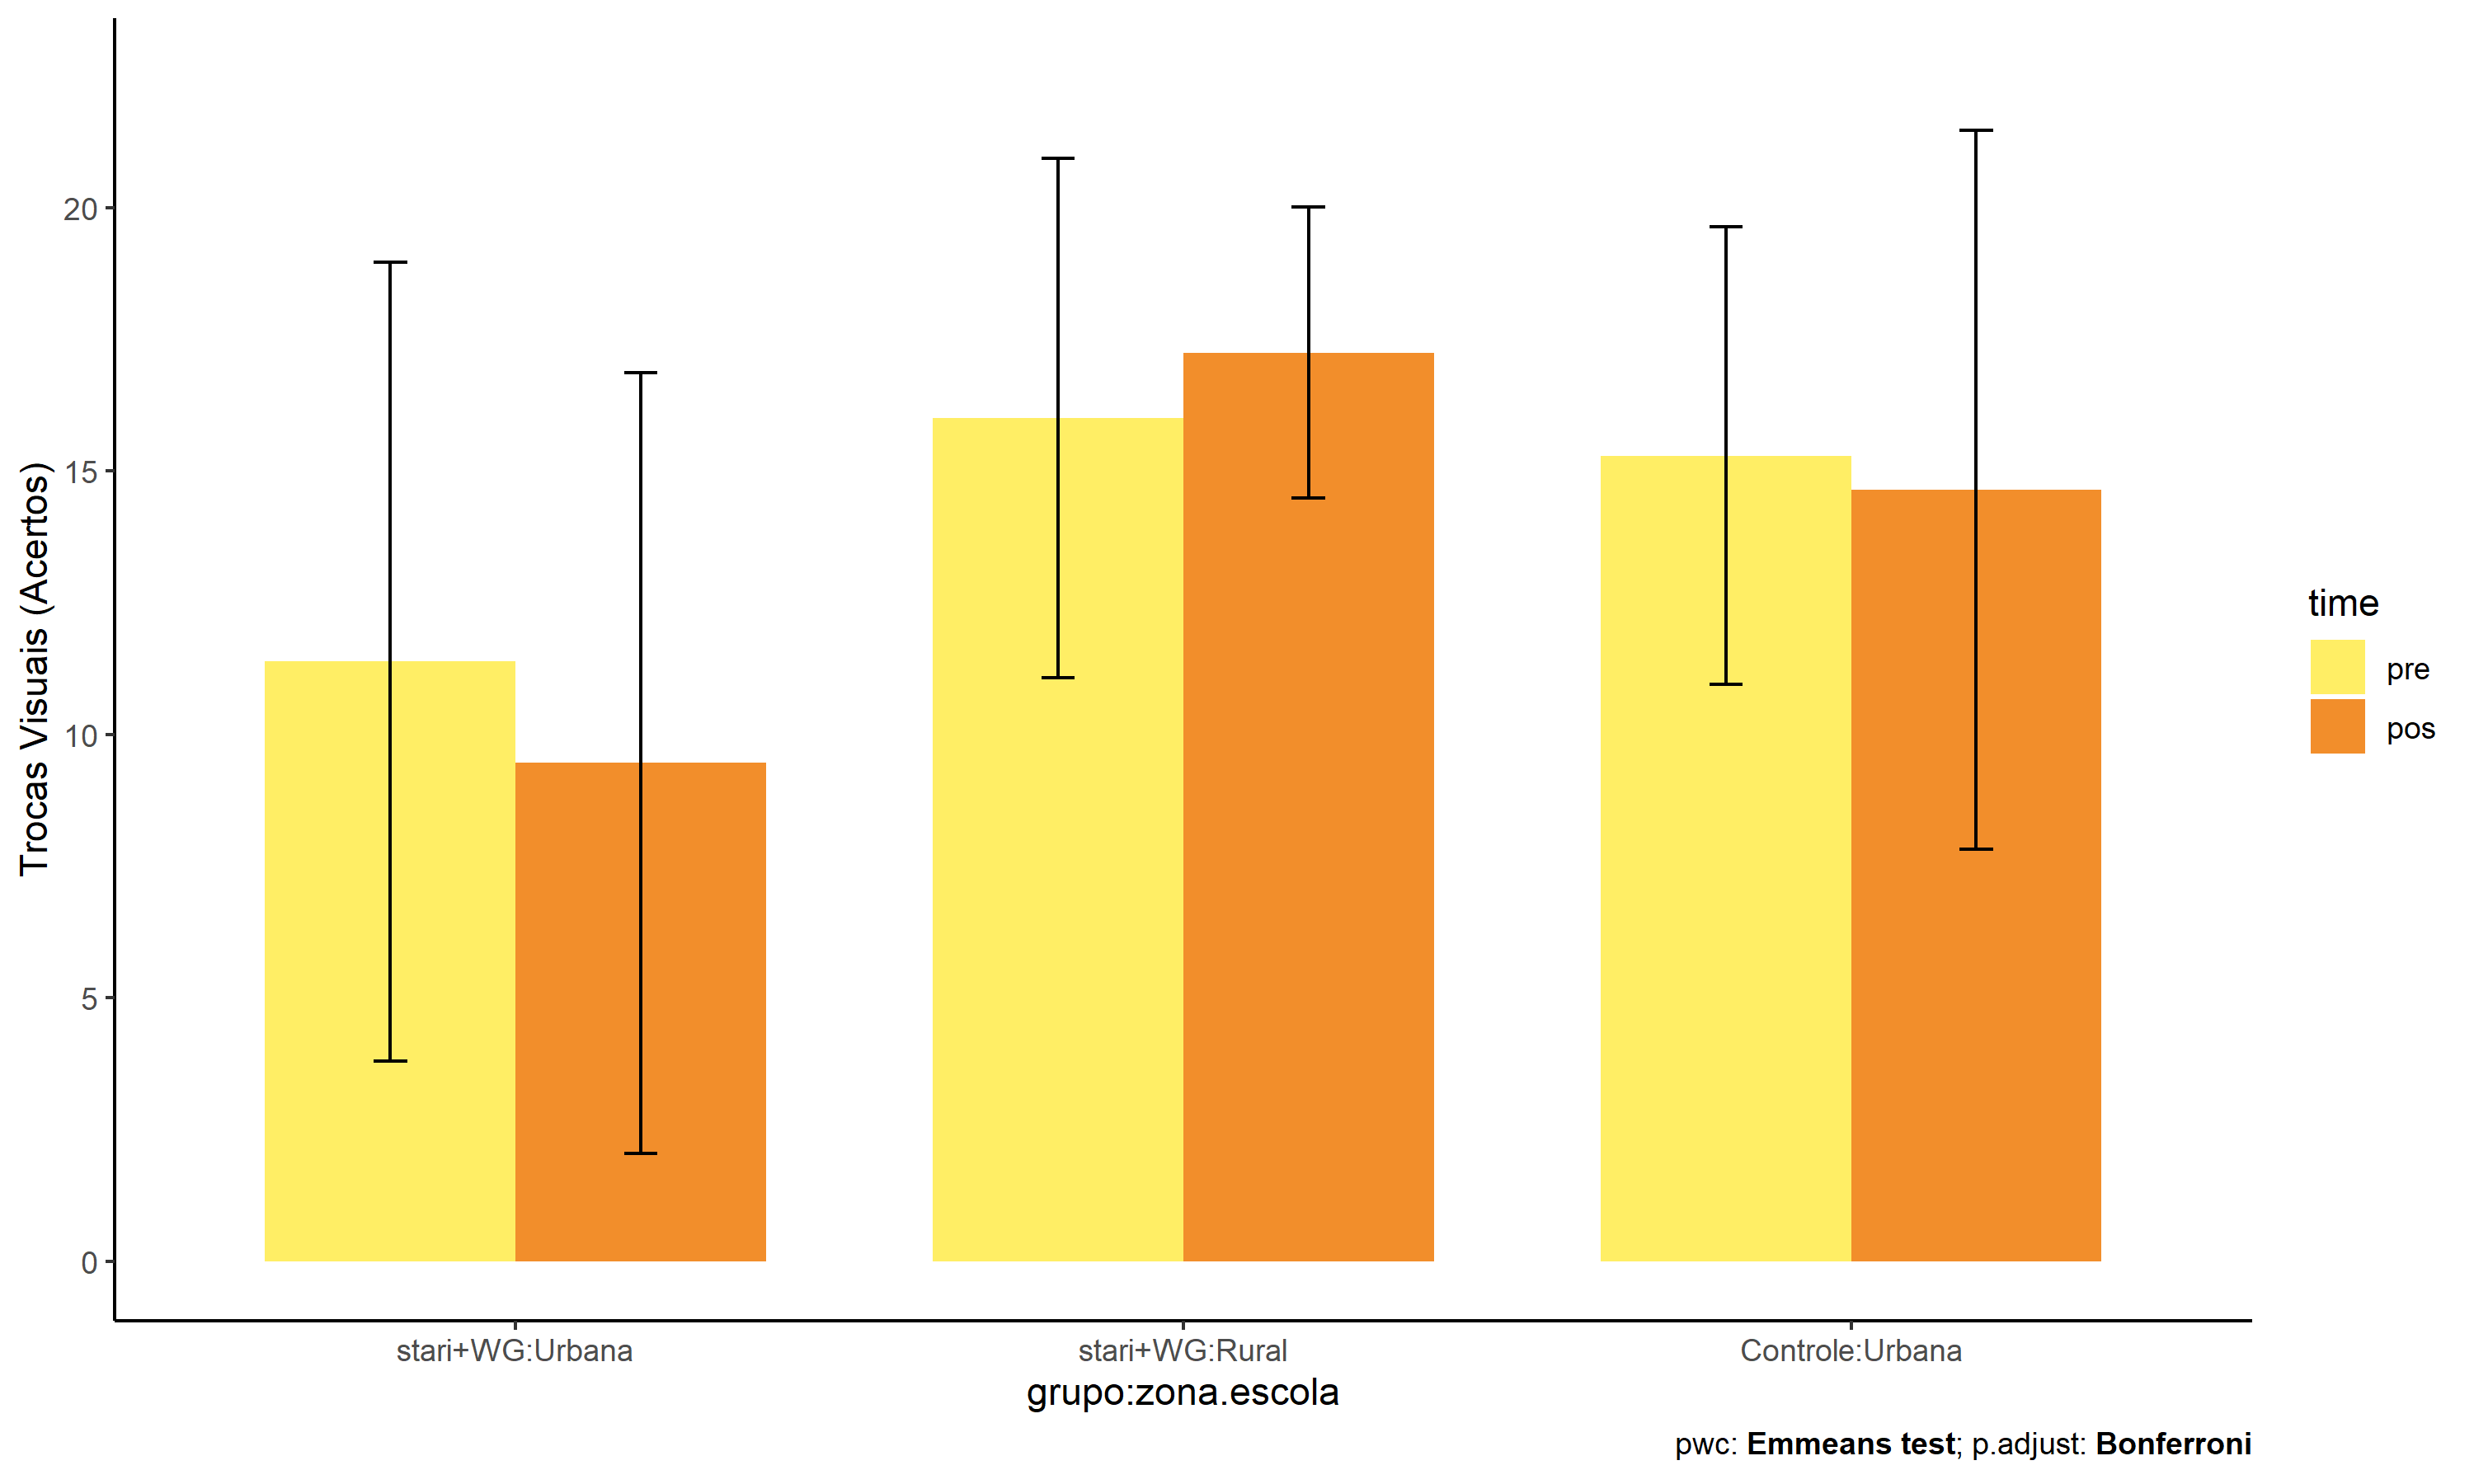 Trocas Visuais (Acertos)
20
15
10
5
0
stari+WG:Urbana
stari+WG:Rural
Controle:Urbana
grupo:zona.escola
pwc: Emmeans test; p.adjust: Bonferroni
time
pre
pos